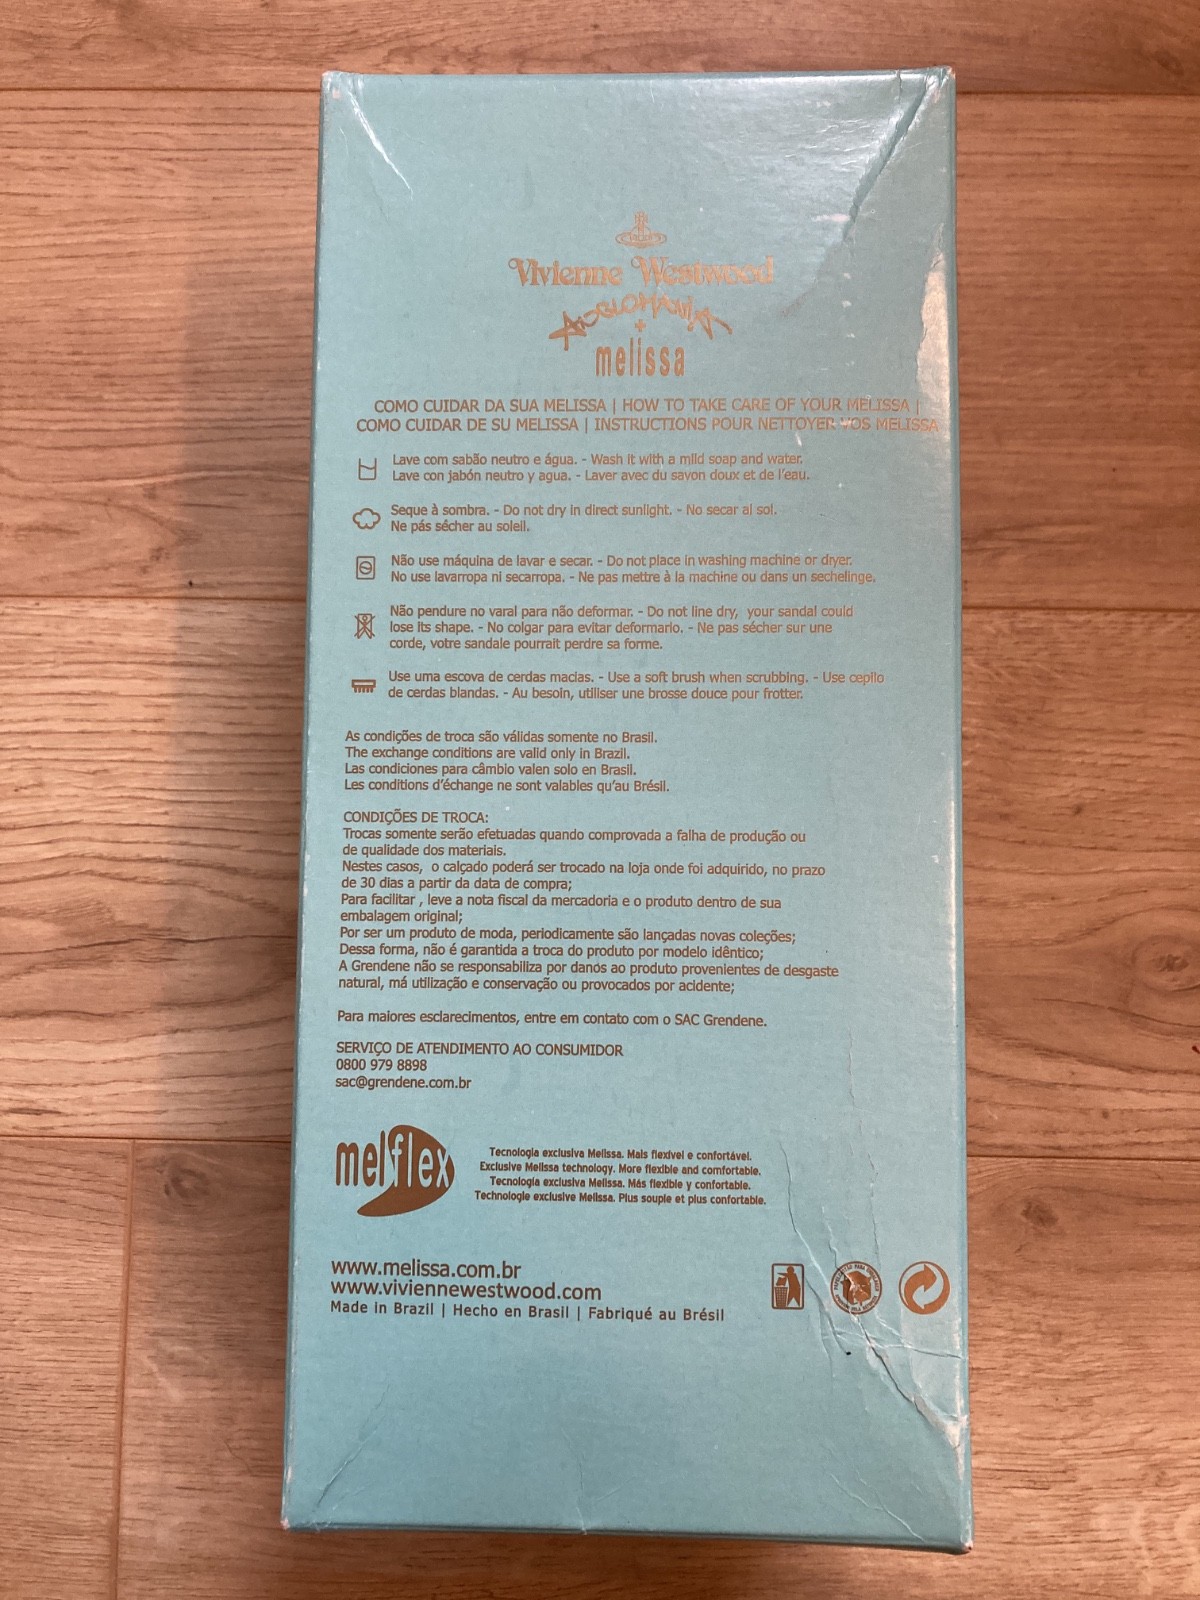 Vivienne Westwood
ANGLOMANIA
+
melissa
COMO CUIDAR DA SUA MELISSA | HOW TO TAKE CARE OF YOUR MELISSA |
COMO CUIDAR DE SU MELISSA | INSTRUCTIONS POUR NETTOYER VOS MELISSA
Lave com sabão neutro e água. - Wash it with a mild soap and water.
Lave con jabón neutro y agua. - Laver avec du savon doux et de l'eau.
Seque à sombra. - Do not dry in direct sunlight. - No secar al sol.
Ne pás sécher au soleil.
Não use máquina de lavar e secar. - Do not place in washing machine or dryer.
No use lavarropa ni secarropa. - Ne pas mettre à la machine ou dans un sechelinge.
Não pendure no varal para não deformar. - Do not line dry, your sandal could
lose its shape. - No colgar para evitar deformarlo. - Ne pas sécher sur une
corde, votre sandale pourrait perdre sa forme.
Use uma escova de cerdas macias. - Use a soft brush when scrubbing. - Use cepilo
de cerdas blandas. - Au besoin, utiliser une brosse douce pour frotter.
As condições de troca são válidas somente no Brasil.
The exchange conditions are valid only in Brazil.
Las condiciones para câmbio valen solo en Brasil.
Les conditions d'échange ne sont valables qu'au Brésil.
CONDIÇÕES DE TROCA:
Trocas somente serão efetuadas quando comprovada a falha de produção ou
de qualidade dos materiais.
Nestes casos, o calçado poderá ser trocado na loja onde foi adquirido, no prazo
de 30 dias a partir da data de compra;
Para facilitar , leve a nota fiscal da mercadoria e o produto dentro de sua
embalagem original;
Por ser um produto de moda, periodicamente são lançadas novas coleções;
Dessa forma, não é garantida a troca do produto por modelo idêntico;
A Grendene não se responsabiliza por danos ao produto provenientes de desgaste
natural, má utilização e conservação ou provocados por acidente;
Para maiores esclarecimentos, entre em contato com o SAC Grendene.
SERVIÇO DE ATENDIMENTO AO CONSUMIDOR
0800 979 8898
sac@grendene.com.br
melflex
Tecnologia exclusiva Melissa. Mais flexível e confortável.
Exclusive Melissa technology. More flexible and comfortable.
Tecnología exclusiva Melissa. Más flexible y confortable.
Technologie exclusive Melissa. Plus souple et plus confortable.
www.melissa.com.br
www.viviennewestwood.com
Made in Brazil | Hecho en Brasil | Fabriqué au Brésil